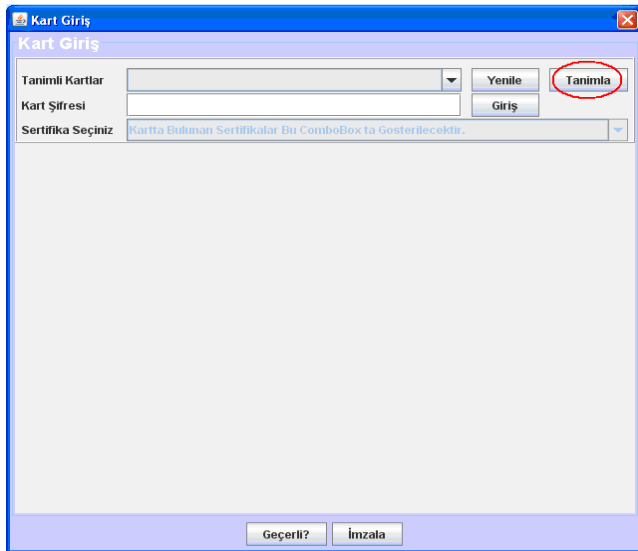 Kart Giriş
Kart Giriş
Tanimli Kartlar Yenile Tanimla
Kart Şifresi Giriş
Sertifika Seçiniz Kartta Bulunan Sertifikalar Bu ComboBox ta Gosterilecektir.
Geçerli? İmzala